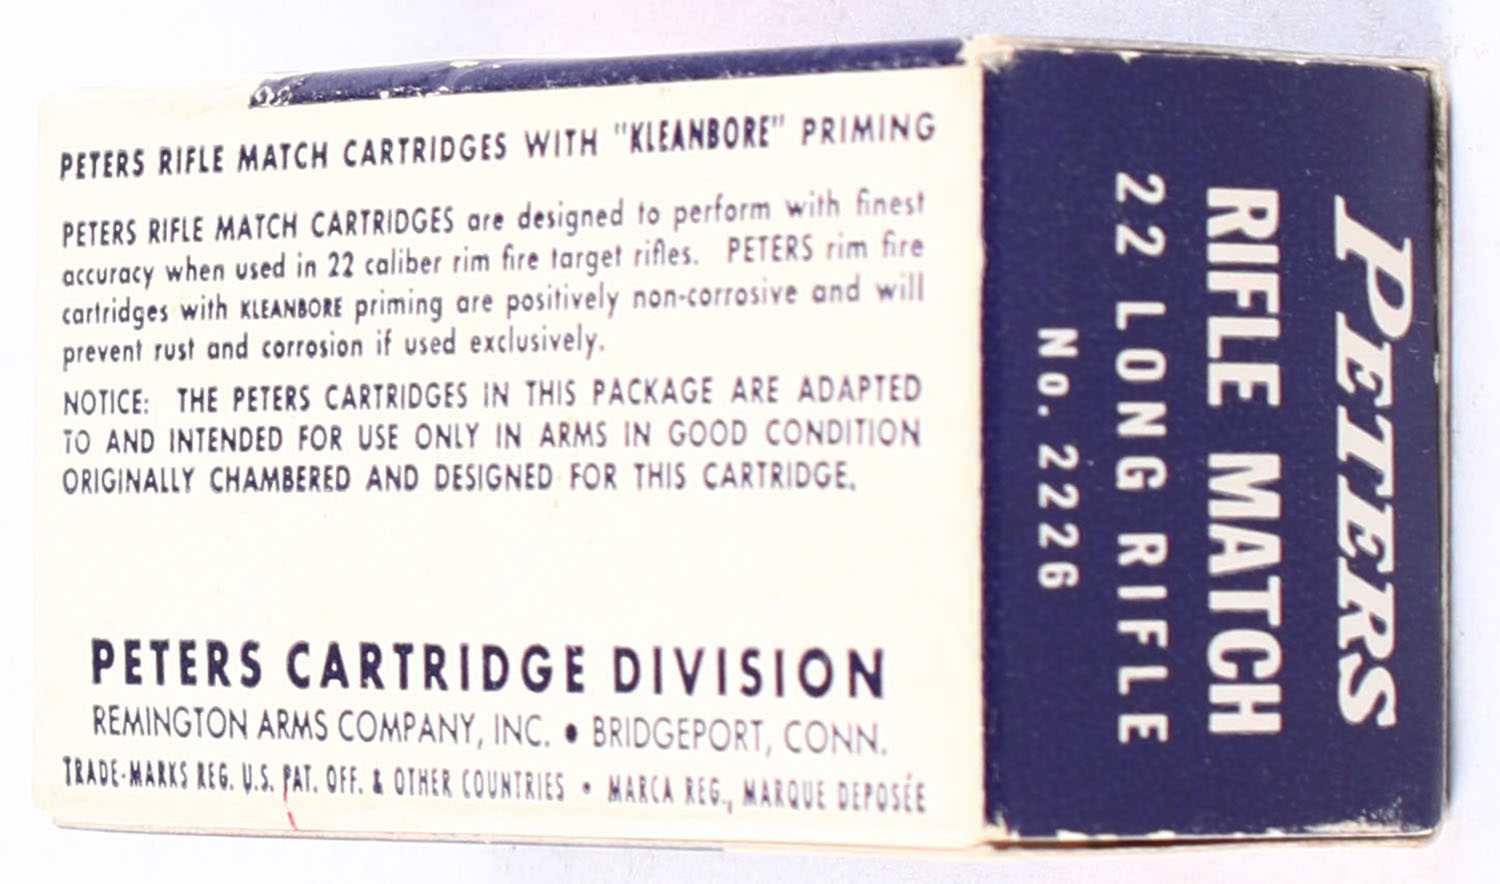 PETERS RIFLE MATCH CARTRIDGES WITH "KLEANBORE" PRIMING
PETERS RIFLE MATCH CARTRIDGES are designed to perform with finest
accuracy when used in 22 caliber rim fire target rifles. PETERS rim fire
cartridges with KLEANBORE priming are positively non-corrosive and will
prevent rust and corrosion if used exclusively.
NOTICE: THE PETERS CARTRIDGES IN THIS PACKAGE ARE ADAPTED
TO AND INTENDED FOR USE ONLY IN ARMS IN GOOD CONDITION
ORIGINALLY CHAMBERED AND DESIGNED FOR THIS CARTRIDGE.
PETERS CARTRIDGE DIVISION
REMINGTON ARMS COMPANY, INC. • BRIDGEPORT, CONN.
TRADE-MARKS REG. U.S. PAT. OFF. & OTHER COUNTRIES • MARCA REG., MARQUE DEPOSÉE
PETERS
RIFLE MATCH
22 LONG RIFLE
No. 2226